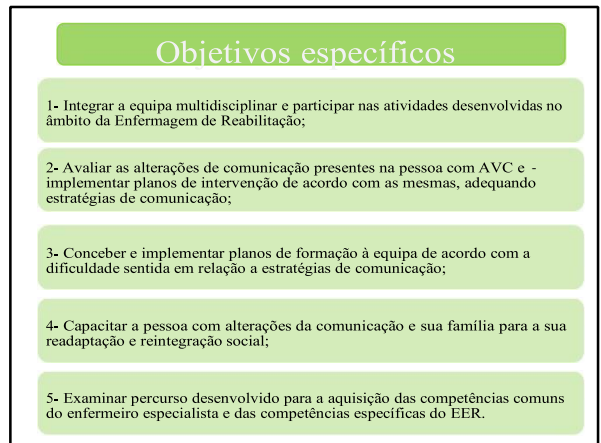 Objetivos específicos
1- Integrar a equipa multidisciplinar e participar nas atividades desenvolvidas no
âmbito da Enfermagem de Reabilitação;
2- Avaliar as alterações de comunicação presentes na pessoa com AVC e -
implementar planos de intervenção de acordo com as mesmas, adequando
estratégias de comunicação;
3- Conceber e implementar planos de formação à equipa de acordo com a
dificuldade sentida em relação a estratégias de comunicação;
4- Capacitar a pessoa com alterações da comunicação e sua família para a sua
readaptação e reintegração social;
5- Examinar percurso desenvolvido para a aquisição das competências comuns
do enfermeiro especialista e das competências específicas do EER.